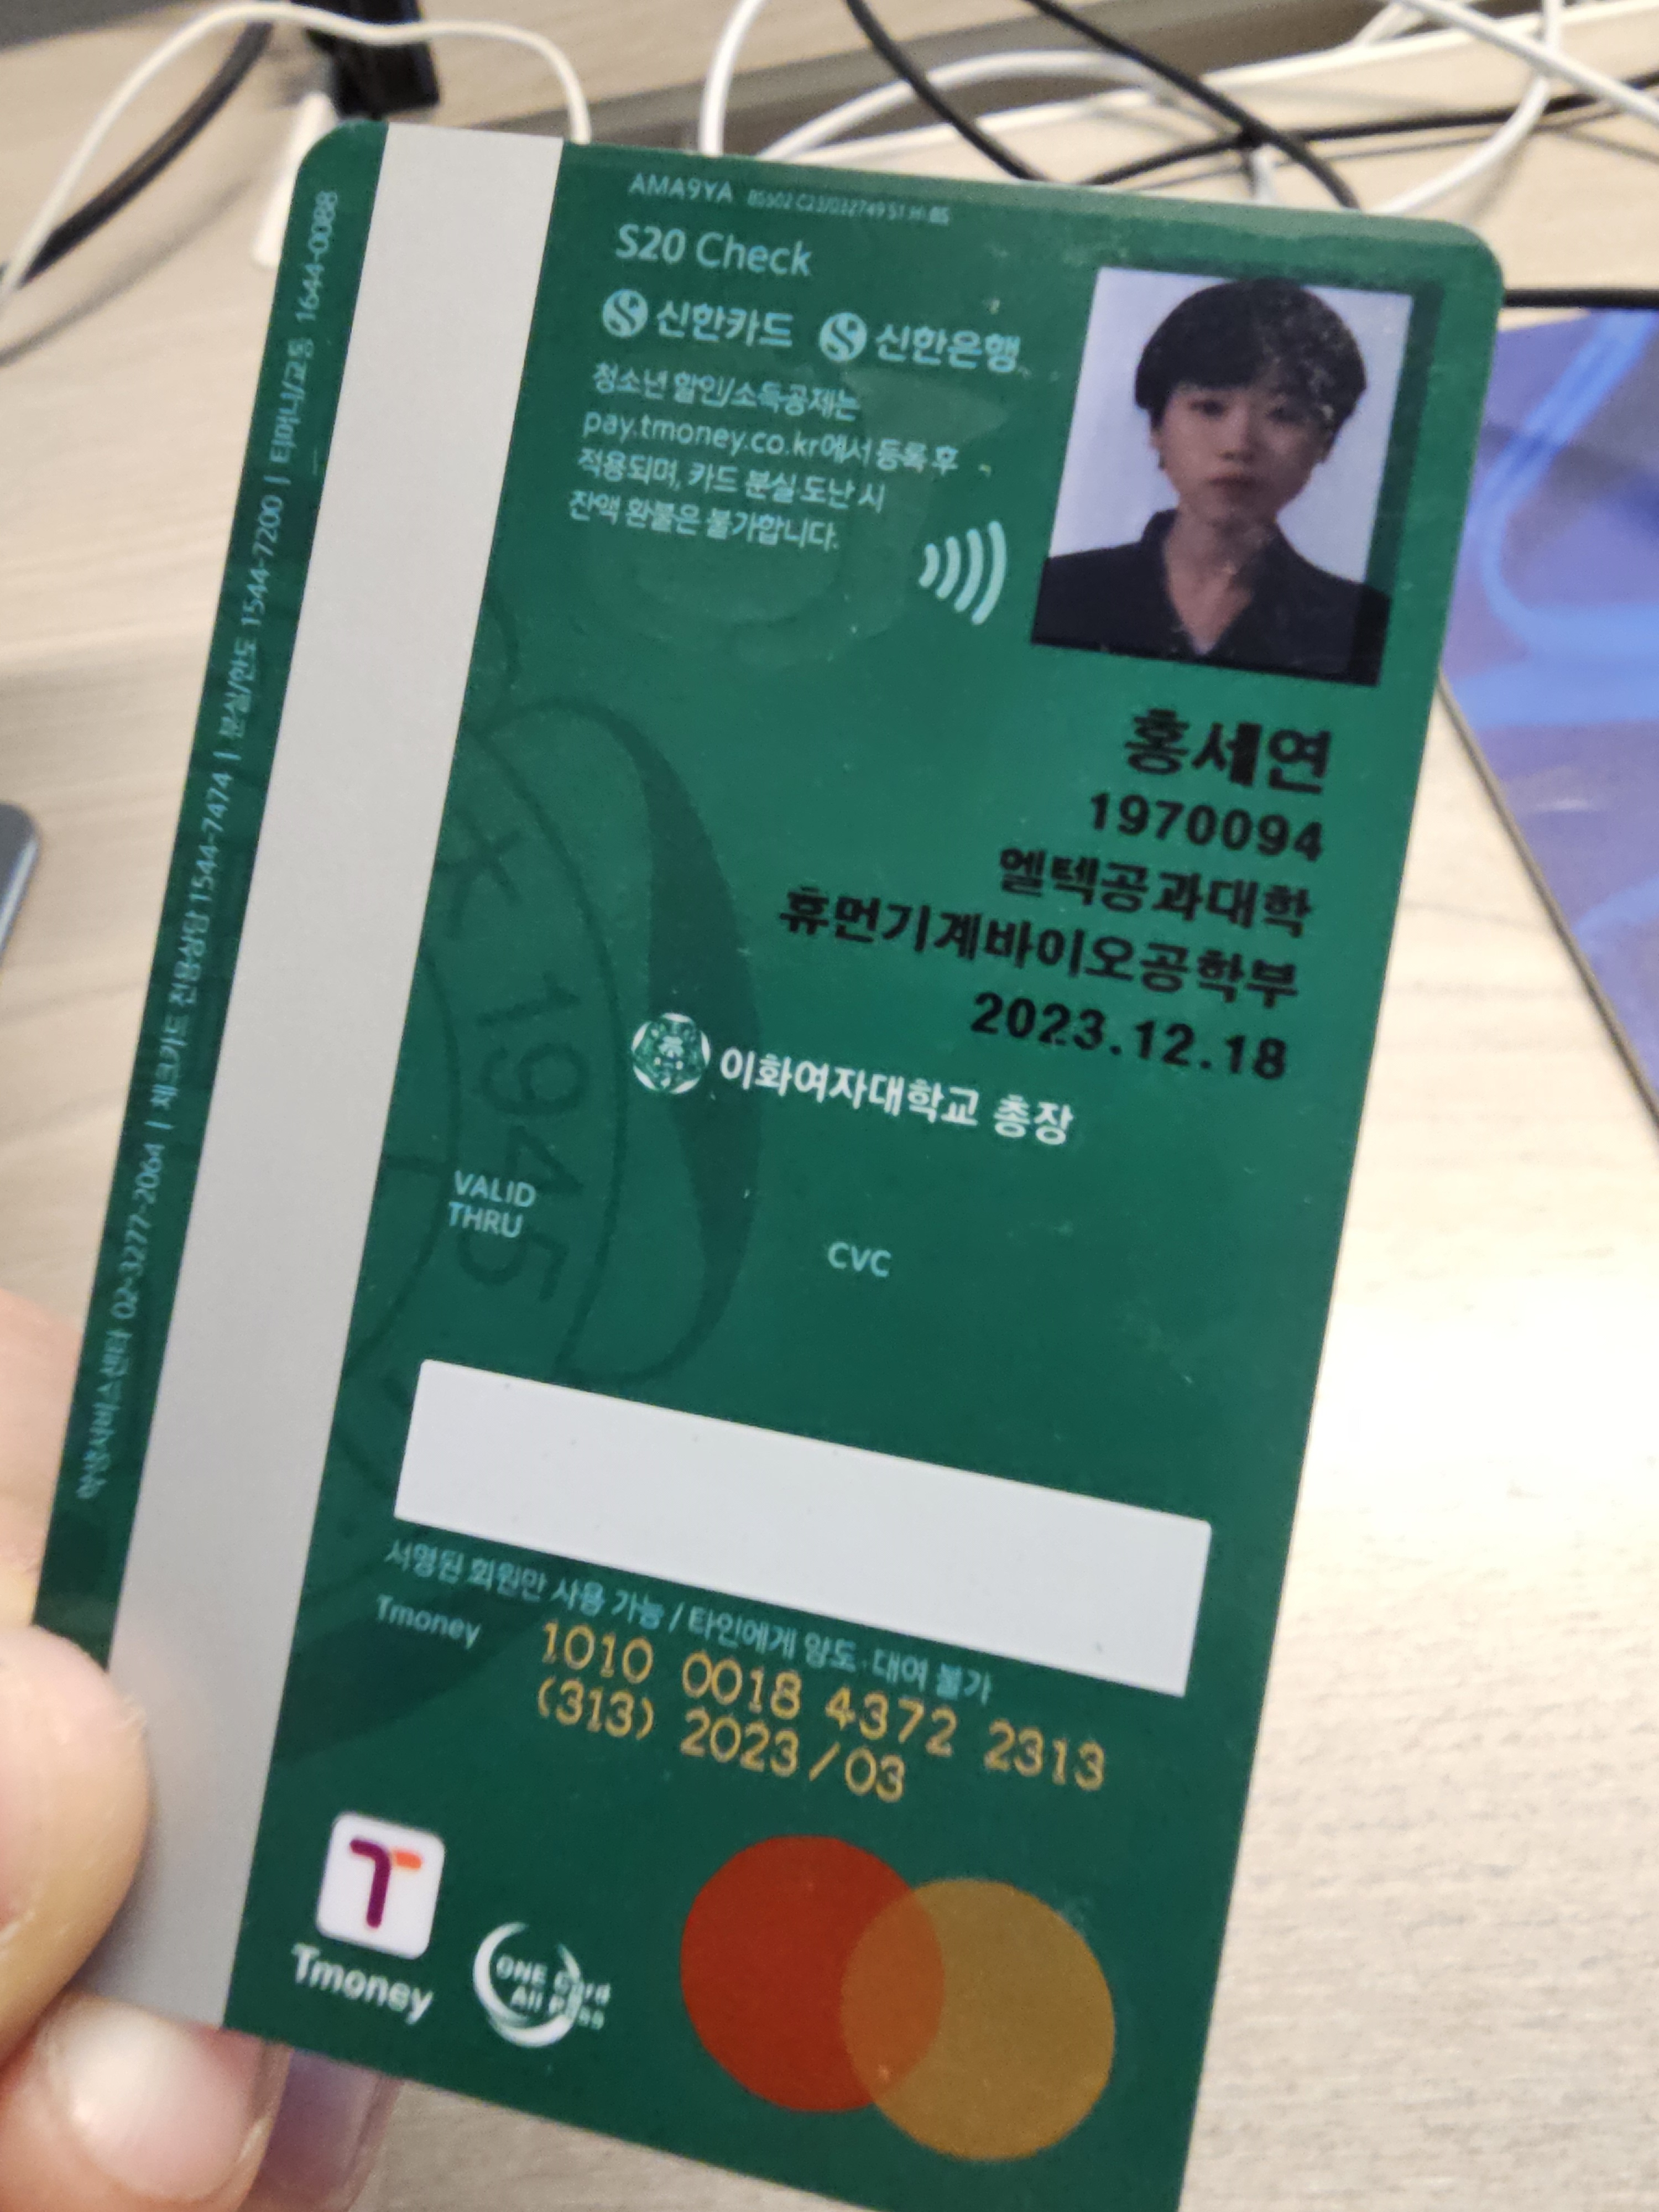 AMA9YA
S20 Check
신한카드 신한은행
청소년 할인/소득공제는
pay.tmoney.co.kr에서 등록 후
적용되며, 카드 분실·도난 시
잔액 환불은 불가합니다.
홍세연
1970094
엘텍공과대학
휴먼기계바이오공학부
2023.12.18
이화여자대학교 총장
1945
VALID
THRU
CVC
서명된 회원만 사용 가능 / 타인에게 양도·대여 불가
Tmoney 1010 0018 4372 2313
(313) 2023/03
Tmoney
ONE Card
All Pass
학생서비스센터 02-3277-2064 | 체크카드 전용상담 1544-7474 | 분실/한도 1544-7200 | 티머니/교통 1644-0088